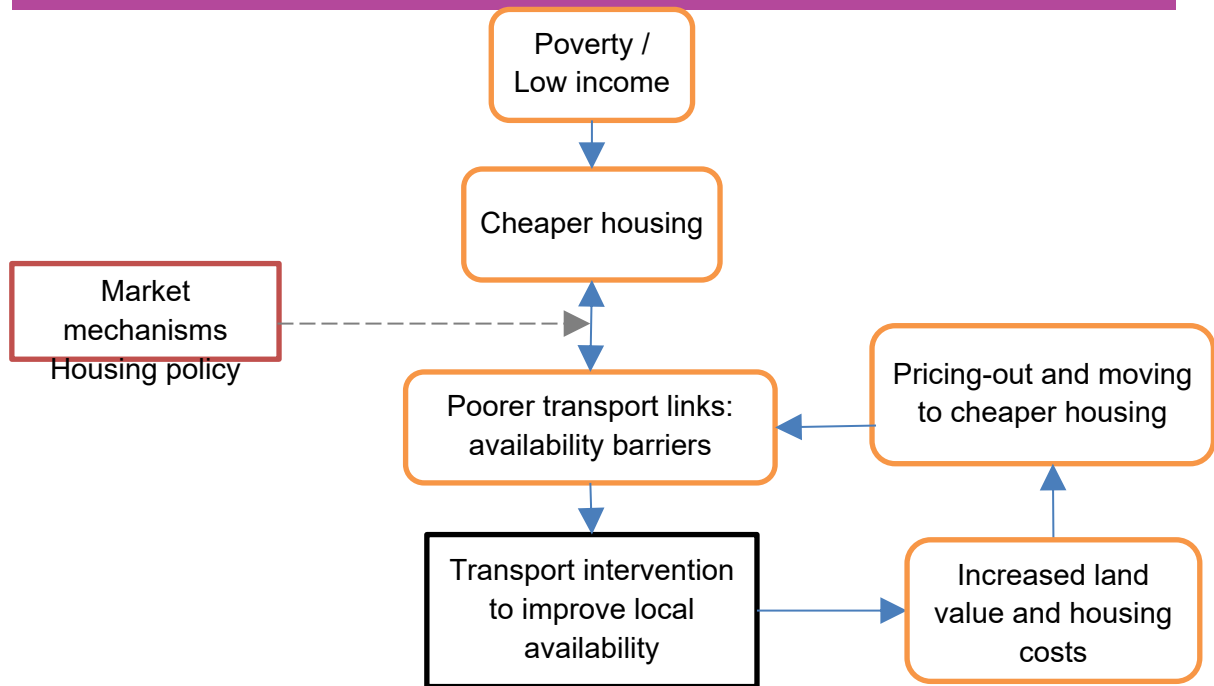 Poverty /
Low income
Cheaper housing
Market
mechanisms
Housing policy
Pricing-out and moving
to cheaper housing
Poorer transport links:
availability barriers
Transport intervention
to improve local
availability
Increased land
value and housing
costs